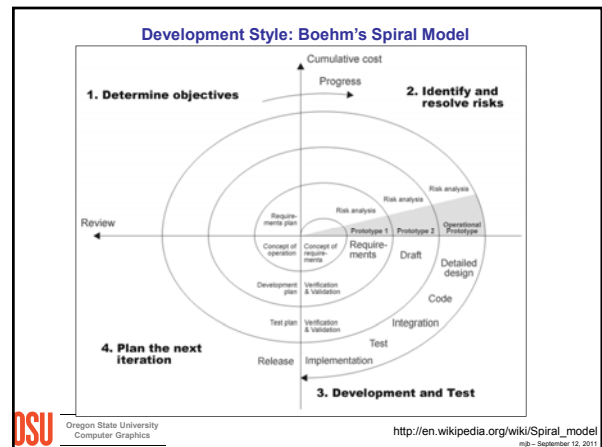 Development Style: Boehm's Spiral Model
Cumulative cost
Progress
1. Determine objectives
2. Identify and
resolve risks
Risk analysis
Risk analysis
Risk analysis
Require-
ments plan
Review
Prototype 1
Prototype 2
Operational
Prototype
Concept of
operation
Concept of
require-
ments
Require-
ments
Draft
Detailed
design
Development
plan
Verification
& Validation
Code
Test plan
Verification
& Validation
Integration
Test
4. Plan the next
iteration
Release
Implementation
3. Development and Test
OSU
Oregon State University
Computer Graphics
http://en.wikipedia.org/wiki/Spiral_model
mjb – September 12, 2011